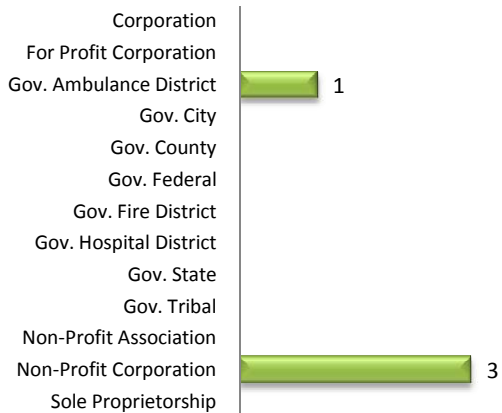 Corporation
For Profit Corporation
Gov. Ambulance District 1
Gov. City
Gov. County
Gov. Federal
Gov. Fire District
Gov. Hospital District
Gov. State
Gov. Tribal
Non-Profit Association
Non-Profit Corporation 3
Sole Proprietorship